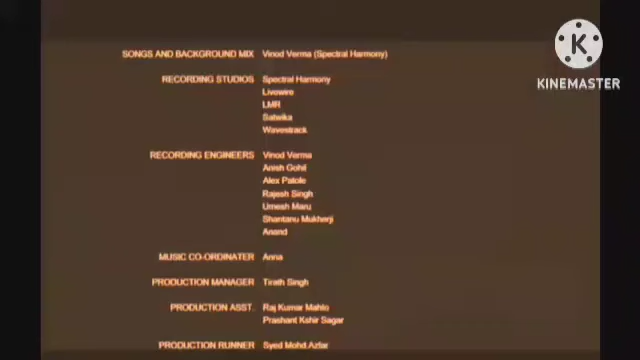 SONGS AND BACKGROUND MIX Vinod Verma (Spectral Harmony)
RECORDING STUDIOS Spectral Harmony
Livewire
LMR
Satwika
Wavestrack
RECORDING ENGINEERS Vinod Verma
Anish Gohil
Alex Patole
Rajesh Singh
Umesh Maru
Shantanu Mukherji
Anand
MUSIC CO-ORDINATER Anna
PRODUCTION MANAGER Tirath Singh
PRODUCTION ASST. Raj Kumar Mahto
Prashant Kshir Sagar
PRODUCTION RUNNER Syed Mohd Azfar
K
KINEMASTER